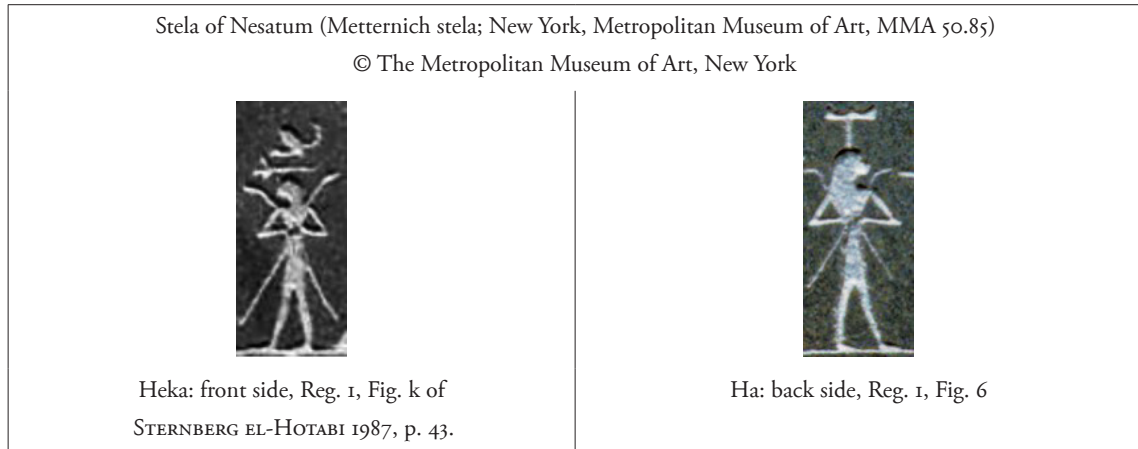 Stela of Nesatum (Metternich stela; New York, Metropolitan Museum of Art, MMA 50.85)
© The Metropolitan Museum of Art, New York
Heka: front side, Reg. 1, Fig. k of
Sternberg el-Hotabi 1987, p. 43.
Ha: back side, Reg. 1, Fig. 6